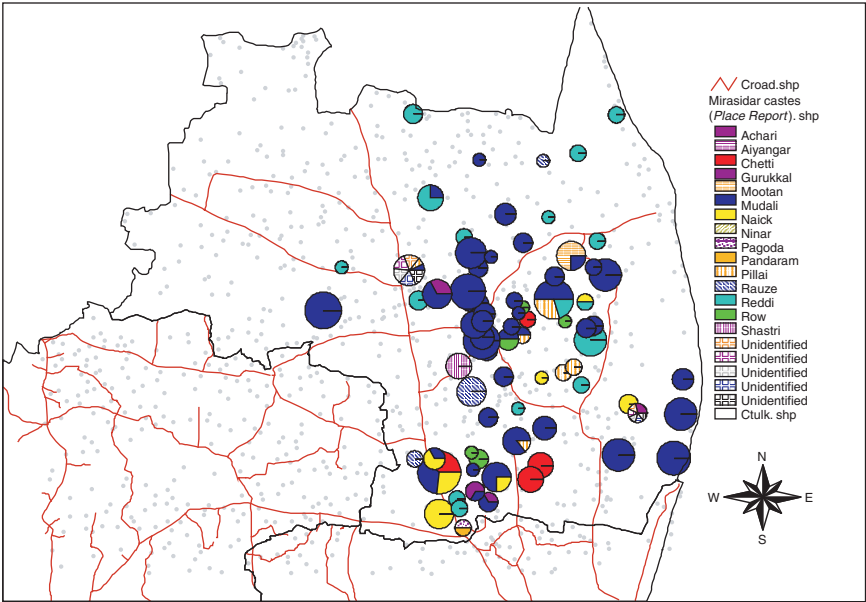 Croad.shp
Mirasidar castes
(Place Report). shp
Achari
Aiyangar
Chetti
Gurukkal
Mootan
Mudali
Naick
Ninar
Pagoda
Pandaram
Pillai
Rauze
Reddi
Row
Shastri
Unidentified
Unidentified
Unidentified
Unidentified
Unidentified
Ctulk. shp
N
W E
S